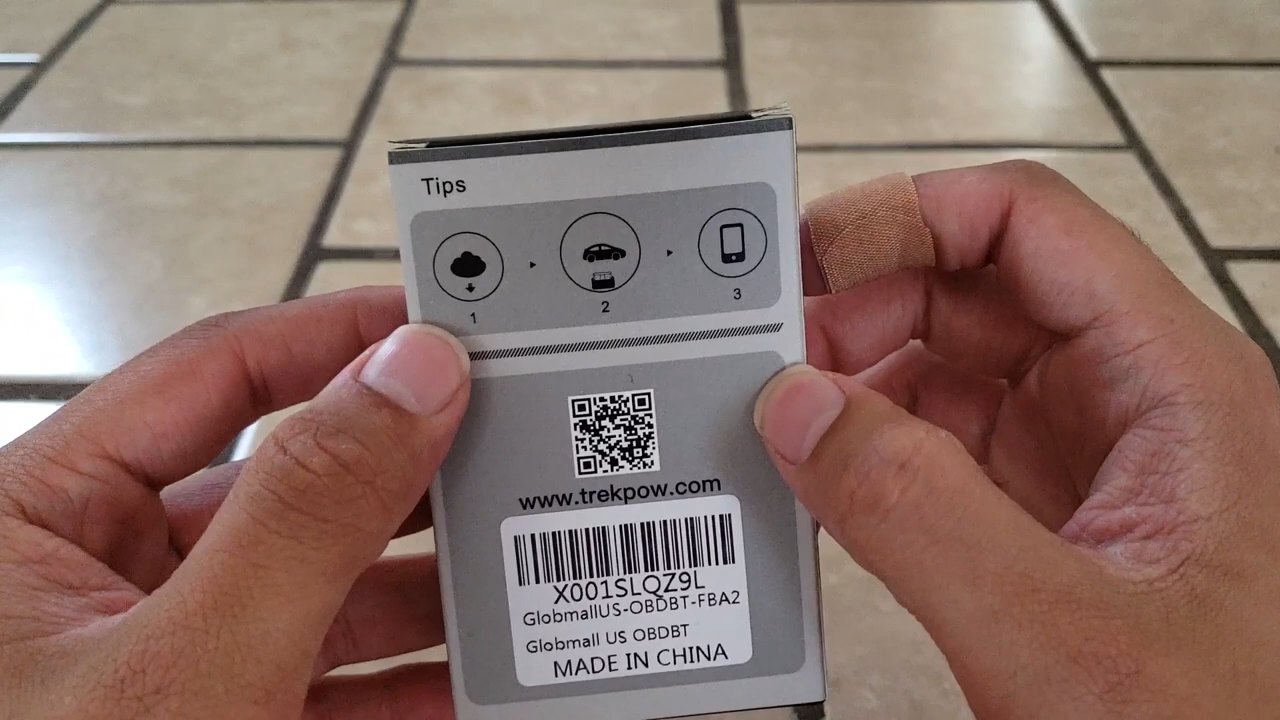 Tips
1
2
3
www.trekpow.com
X001SLQZ9L
GlobmallUS-OBDBT-FBA2
Globmall US OBDBT
MADE IN CHINA